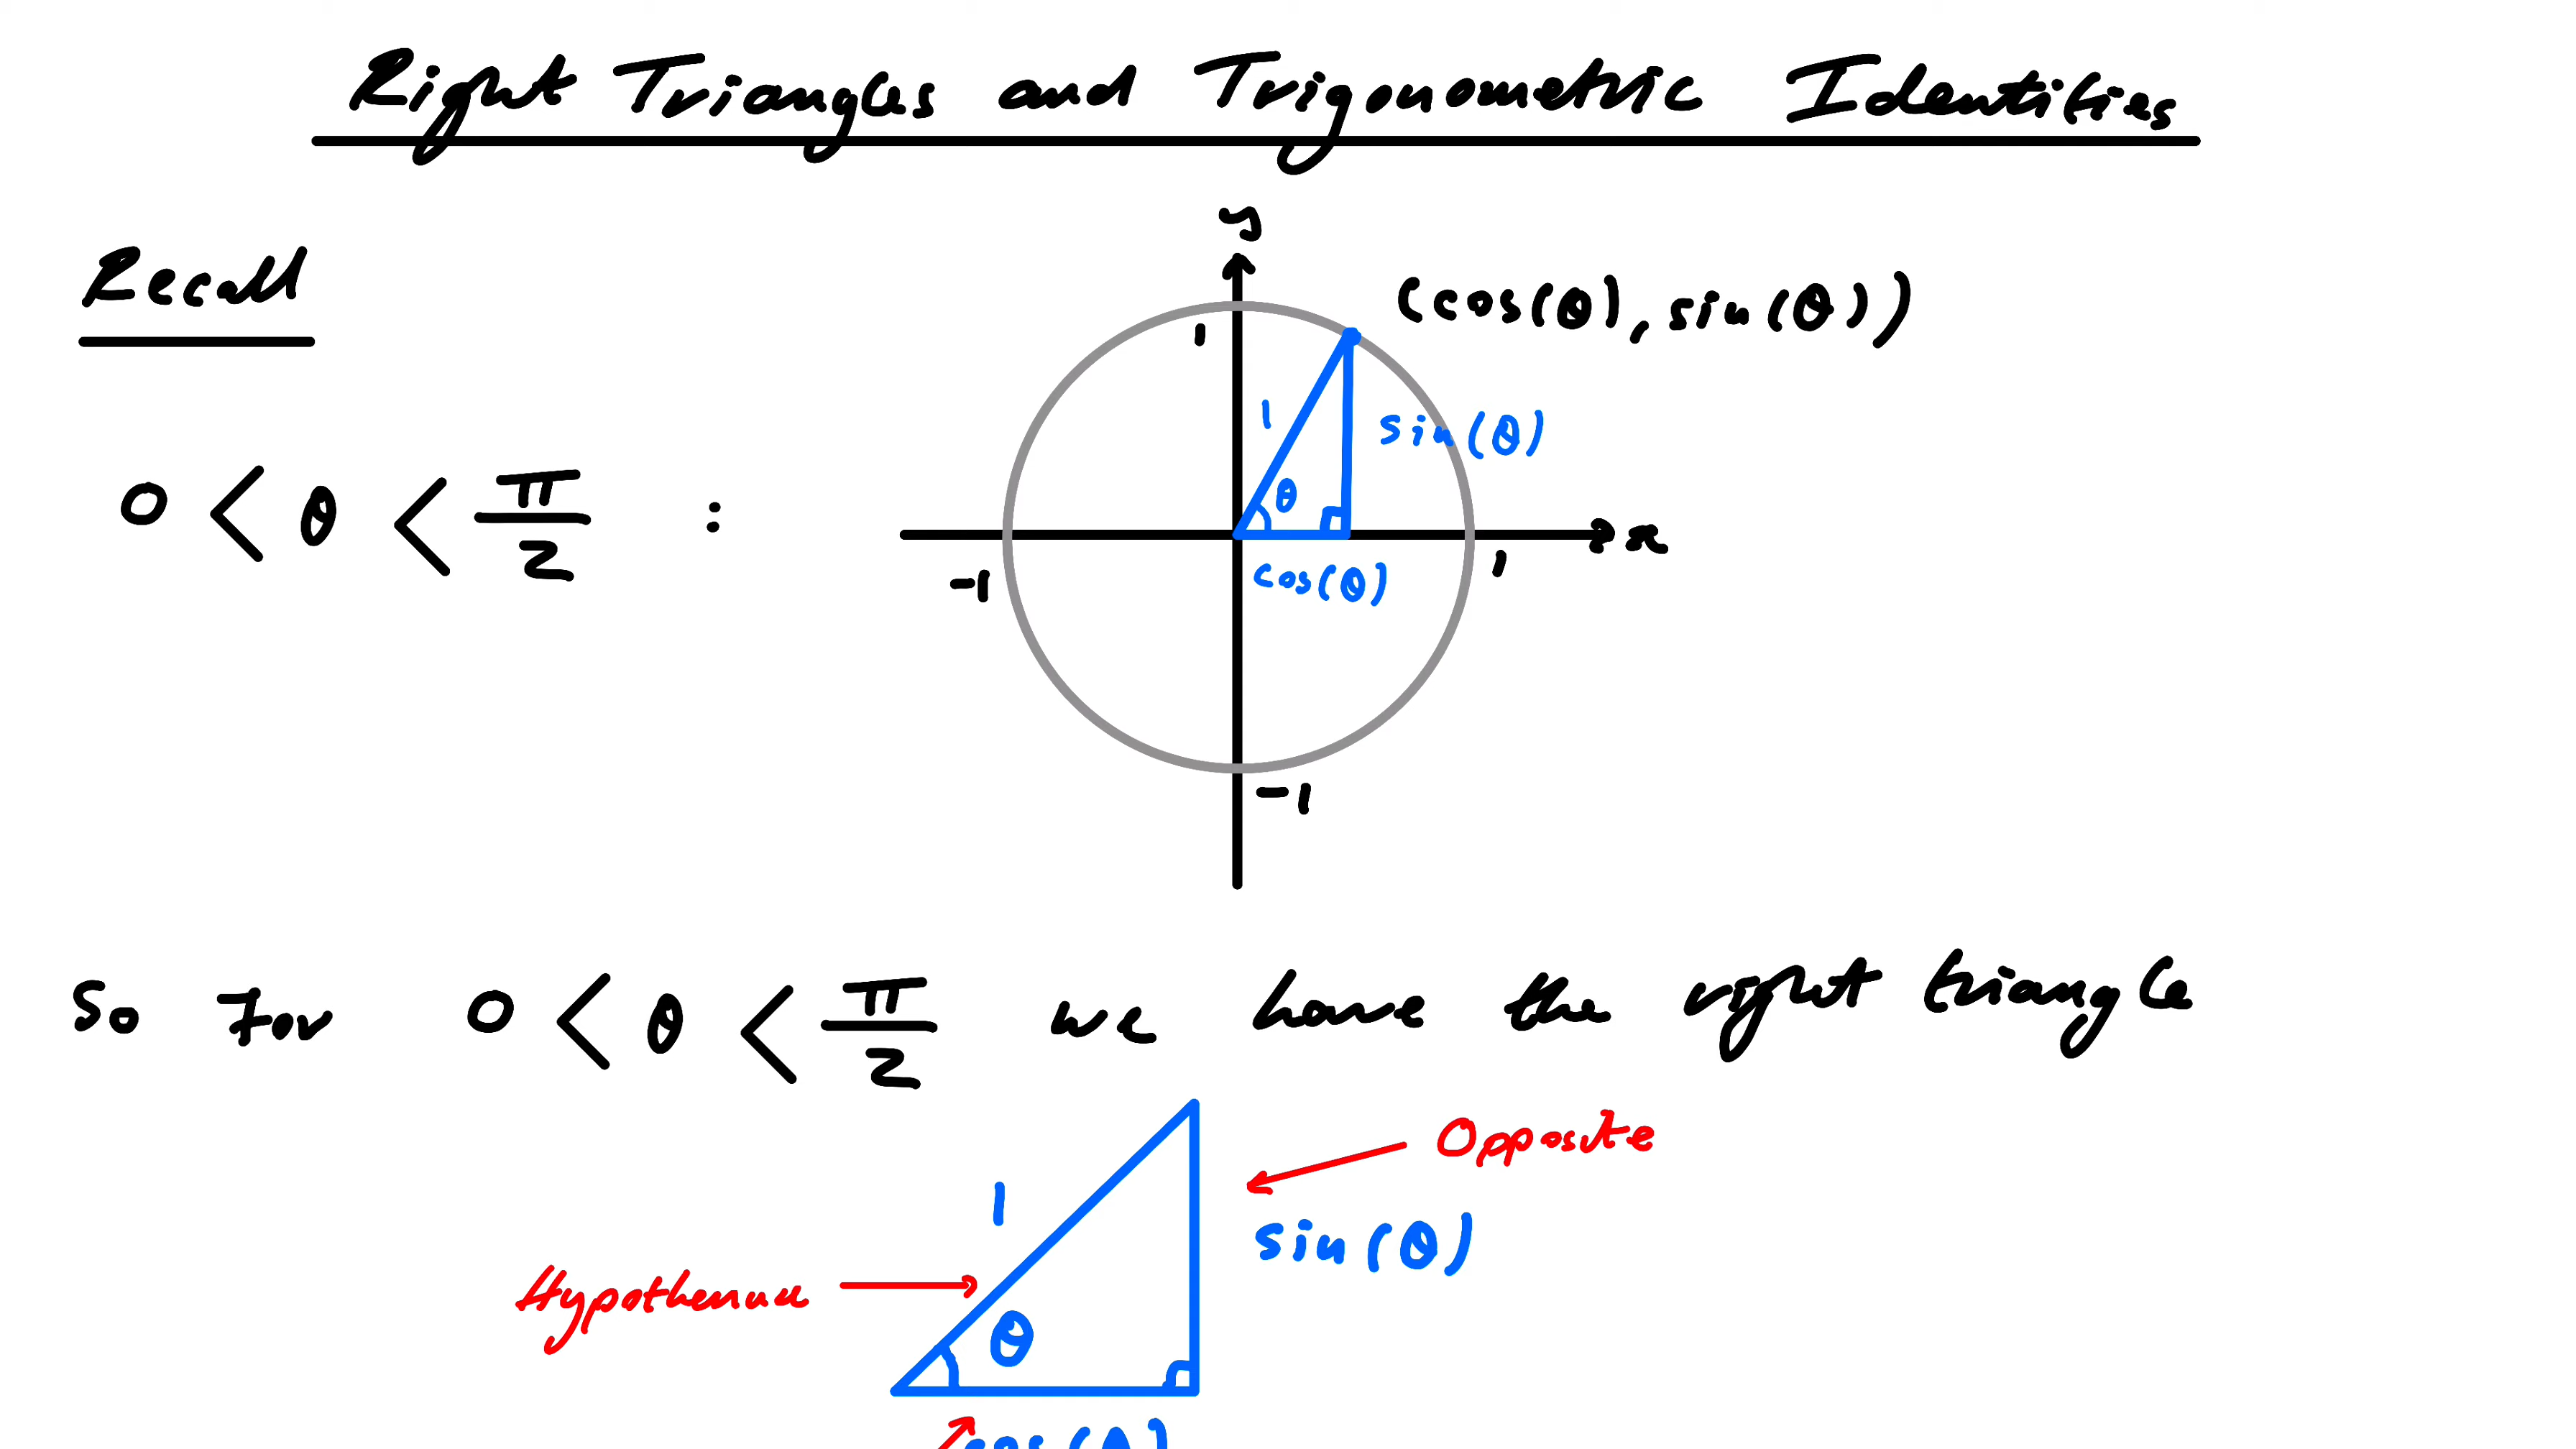 Right Triangles and Trigonometric Identities
Recall
y
(cos(θ), sin(θ))
1
1
sin(θ)
θ
0 < θ < π/2 :
x
-1
cos(θ)
1
-1
So for 0 < θ < π/2 we have the right triangle
Opposite
1
sin(θ)
Hypothenuse
θ
cos(θ)